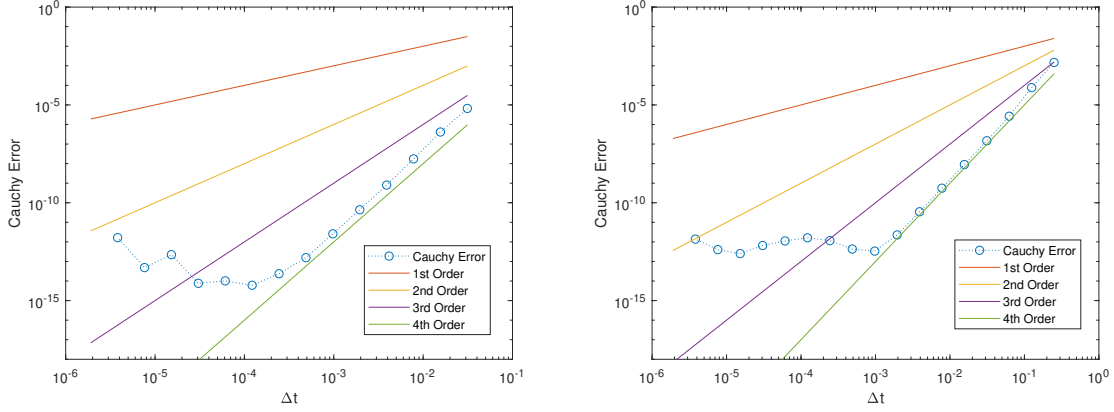 10^0
10^-5
10^-10
10^-15
Cauchy Error
10^-6 10^-5 10^-4 10^-3 10^-2 10^-1
Δt
Cauchy Error
1st Order
2nd Order
3rd Order
4th Order
10^0
10^-5
10^-10
10^-15
Cauchy Error
10^-6 10^-5 10^-4 10^-3 10^-2 10^-1 10^0
Δt
Cauchy Error
1st Order
2nd Order
3rd Order
4th Order